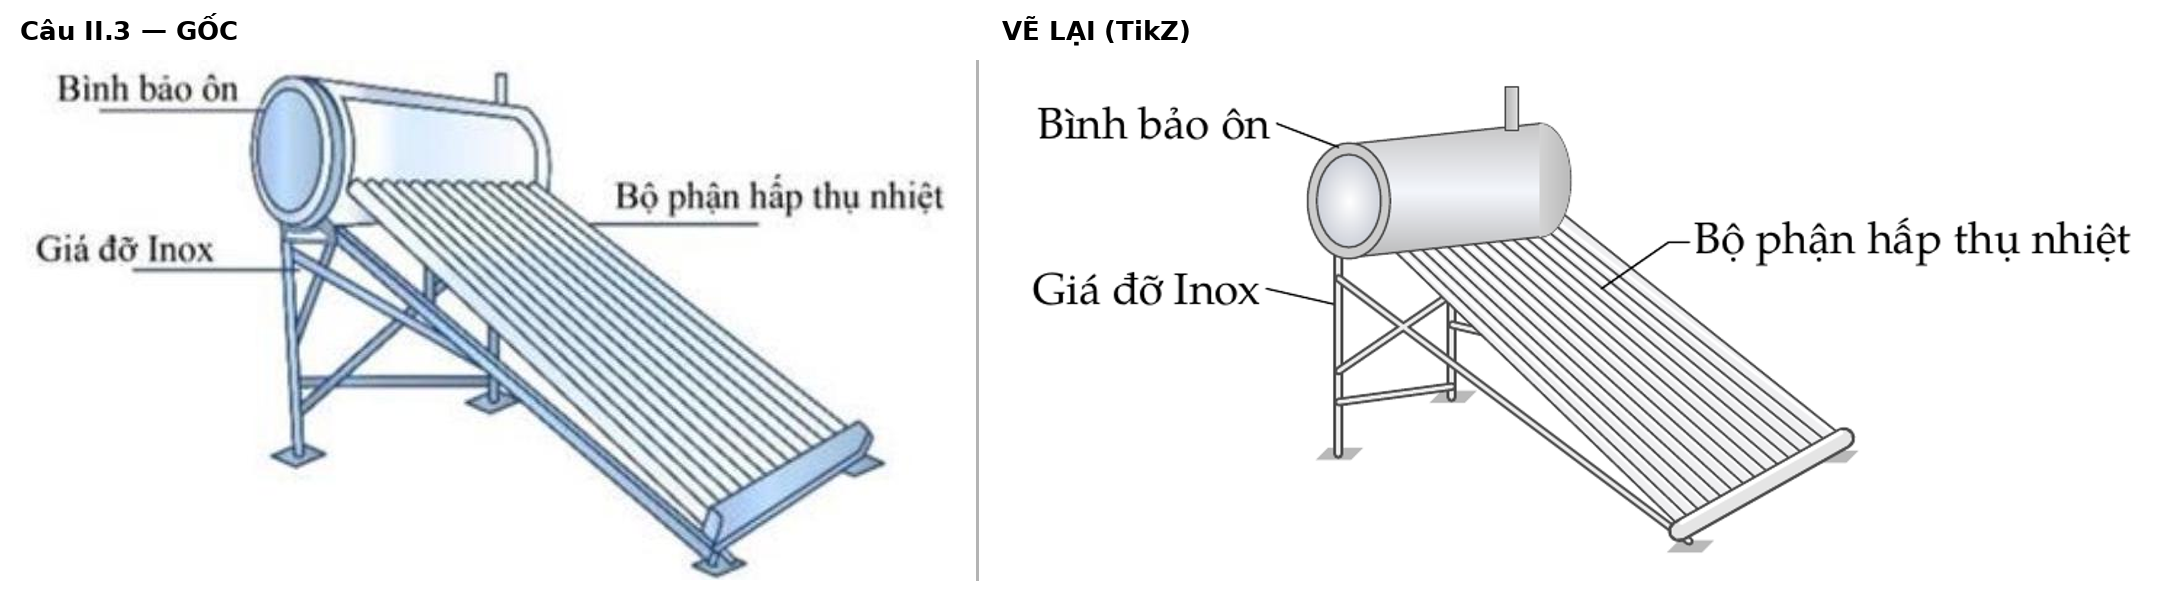 Câu II.3 — GỐC
Bình bảo ôn
Bộ phận hấp thụ nhiệt
Giá đỡ Inox
VẼ LẠI (TikZ)
Bình bảo ôn
Bộ phận hấp thụ nhiệt
Giá đỡ Inox